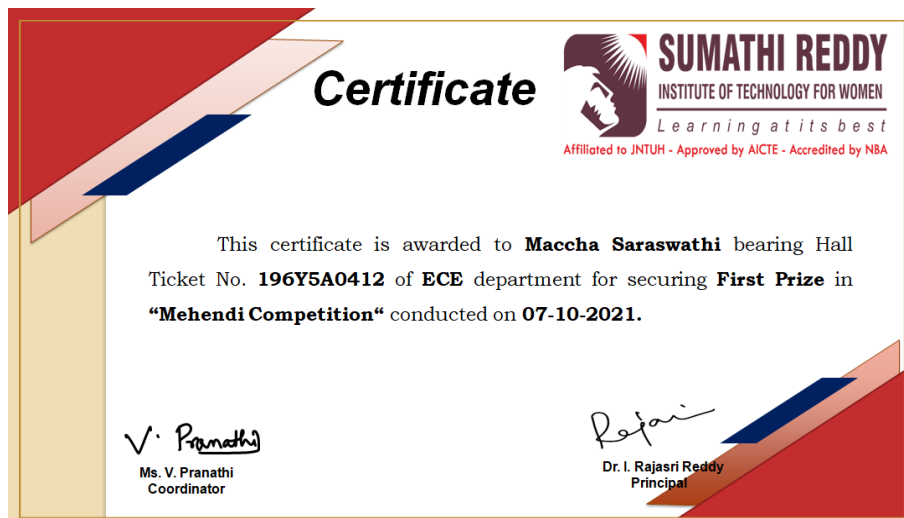 Certificate
SUMATHI REDDY
INSTITUTE OF TECHNOLOGY FOR WOMEN
Learning at its best
Affiliated to JNTUH - Approved by AICTE - Accredited by NBA
This certificate is awarded to Maccha Saraswathi bearing Hall
Ticket No. 196Y5A0412 of ECE department for securing First Prize in
“Mehendi Competition“ conducted on 07-10-2021.
V. Pranathi
Ms. V. Pranathi
Coordinator
Rajasri
Dr. I. Rajasri Reddy
Principal